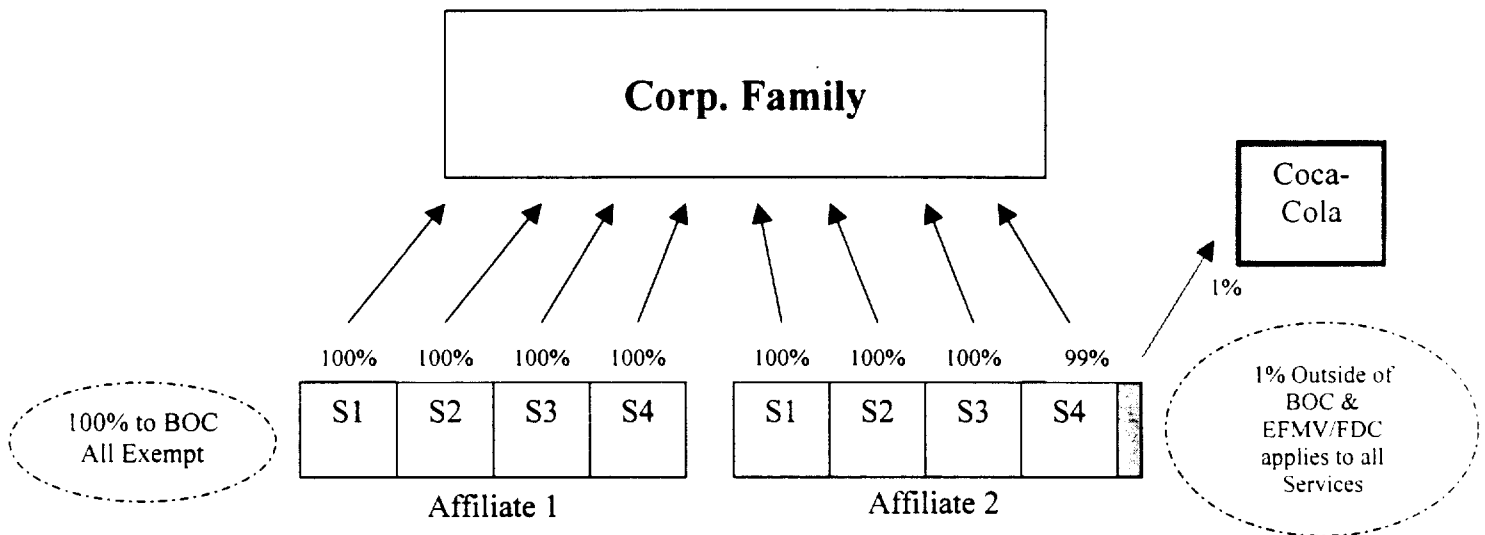 Corp. Family
Coca-
Cola
1%
100%
100%
100%
100%
100%
100%
100%
99%
100% to BOC
All Exempt
S1
S2
S3
S4
S1
S2
S3
S4
1% Outside of
BOC &
EFMV/FDC
applies to all
Services
Affiliate 1
Affiliate 2